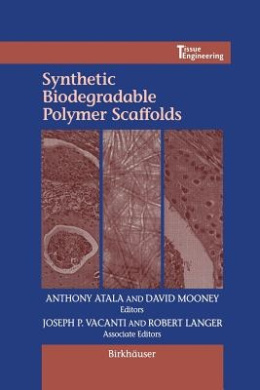 Tissue
Engineering
Synthetic
Biodegradable
Polymer Scaffolds
ANTHONY ATALA AND DAVID MOONEY
Editors
JOSEPH P. VACANTI AND ROBERT LANGER
Associate Editors
Birkhäuser